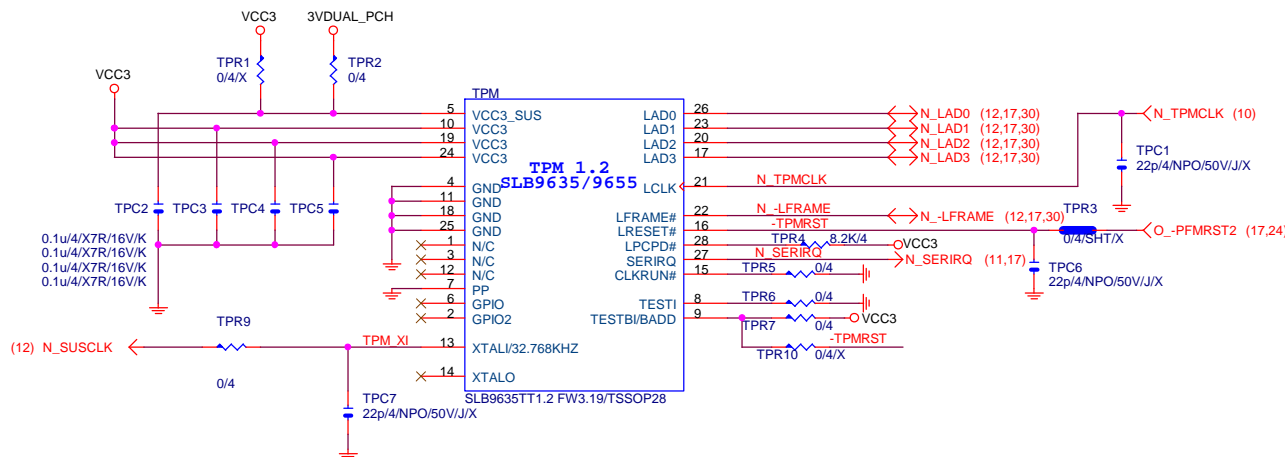 VCC3
3VDUAL_PCH
TPR1
0/4/X
TPR2
0/4
VCC3
TPM
5
VCC3_SUS
10
VCC3
19
VCC3
24
VCC3
4
GND
11
GND
18
GND
25
GND
1
N/C
3
N/C
12
N/C
7
PP
6
GPIO
2
GPIO2
13
XTALI/32.768KHZ
14
XTALO
TPM 1.2
SLB9635/9655
LAD0
26
N_LAD0 (12,17,30)
LAD1
23
N_LAD1 (12,17,30)
LAD2
20
N_LAD2 (12,17,30)
LAD3
17
N_LAD3 (12,17,30)
LCLK
21
N_TPMCLK
N_TPMCLK (10)
TPC1
22p/4/NPO/50V/J/X
LFRAME#
22
N_-LFRAME
N_-LFRAME (12,17,30)
LRESET#
16
-TPMRST
TPR3
0/4/SHT/X
O_-PFMRST2 (17,24)
LPCPD#
28
TPR4
8.2K/4
VCC3
SERIRQ
27
N_SERIRQ
N_SERIRQ (11,17)
CLKRUN#
15
TPR5
0/4
TPC6
22p/4/NPO/50V/J/X
TESTI
8
TPR6
0/4
TESTBI/BADD
9
TPR7
0/4
VCC3
TPR10
0/4/X
-TPMRST
TPC2
TPC3
TPC4
TPC5
0.1u/4/X7R/16V/K
0.1u/4/X7R/16V/K
0.1u/4/X7R/16V/K
0.1u/4/X7R/16V/K
TPR9
(12) N_SUSCLK
0/4
TPM_XI
TPC7
22p/4/NPO/50V/J/X
SLB9635TT1.2 FW3.19/TSSOP28